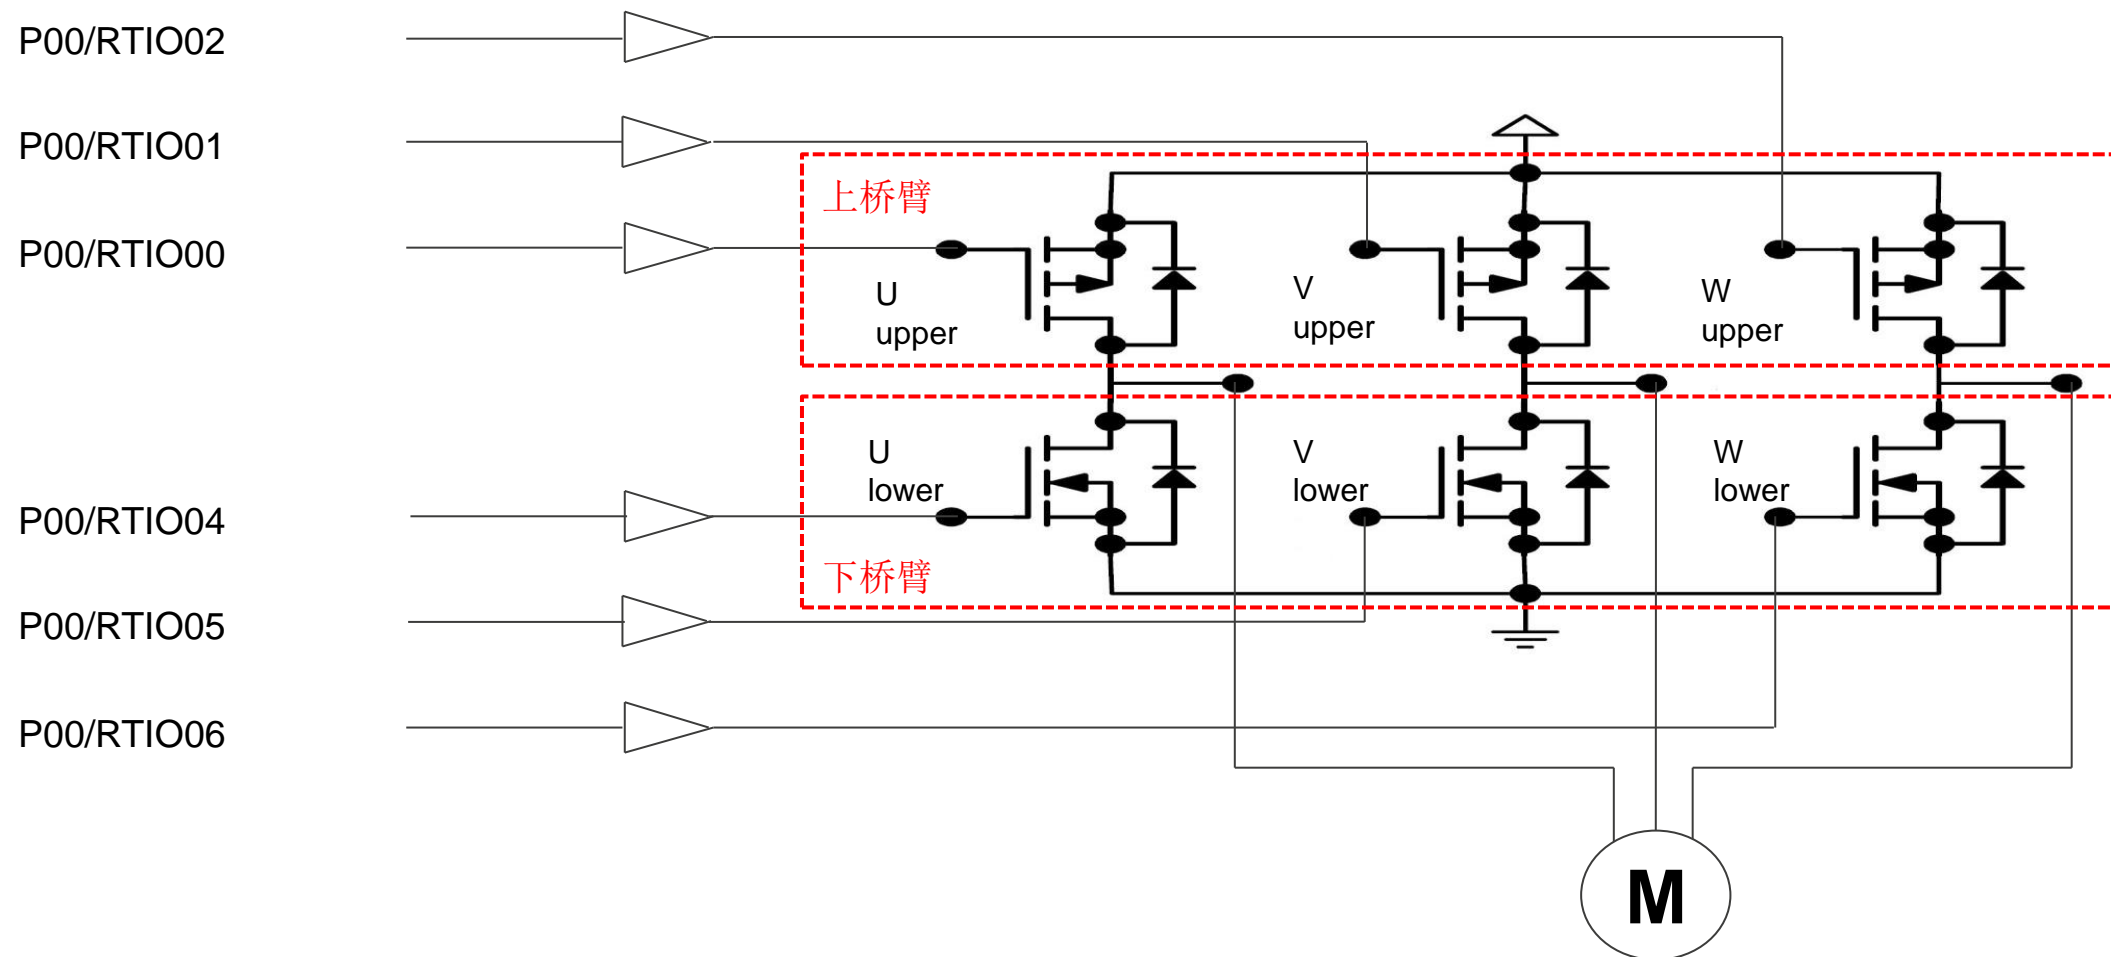 P00/RTIO02
P00/RTIO01
P00/RTIO00
上桥臂
U
upper
V
upper
W
upper
P00/RTIO04
P00/RTIO05
P00/RTIO06
U
lower
V
lower
W
lower
下桥臂
M